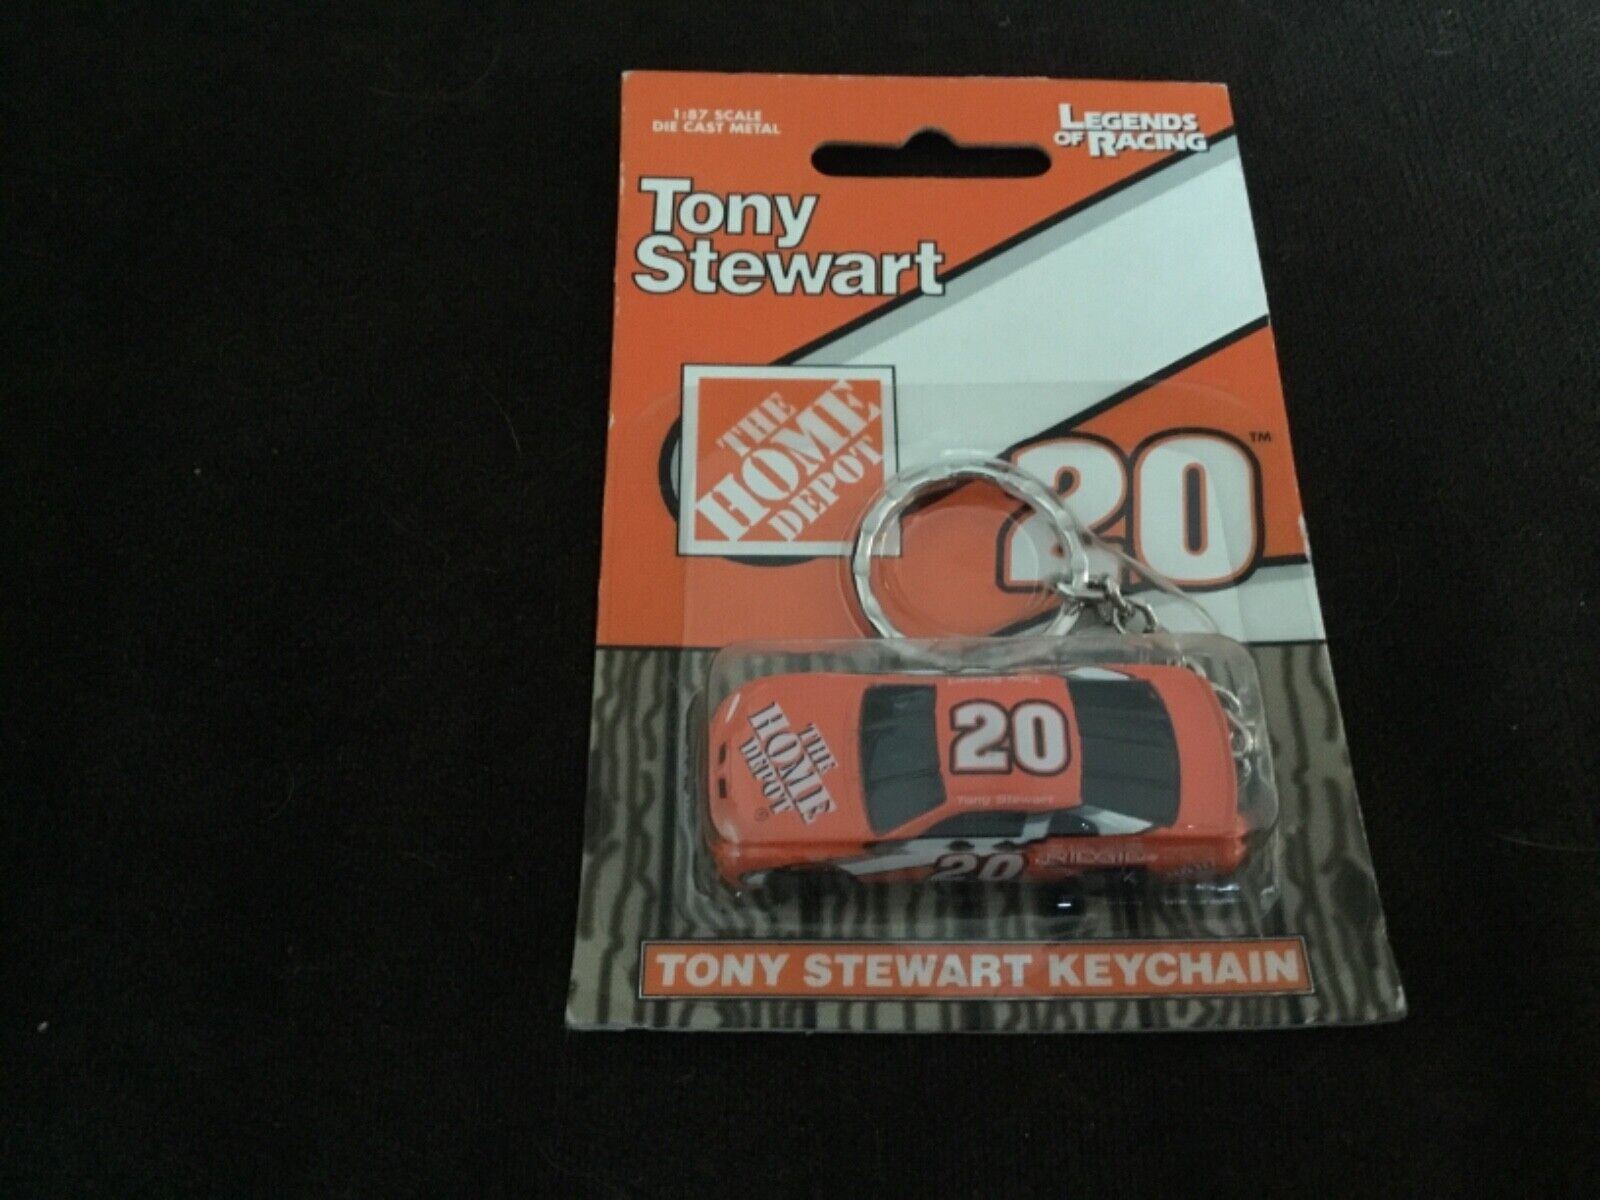 1:87 SCALE
DIE CAST METAL
LEGENDS
OF RACING
Tony
Stewart
THE
HOME
DEPOT
20™
THE
HOME
DEPOT
®
20
Tony Stewart
20
TONY STEWART KEYCHAIN